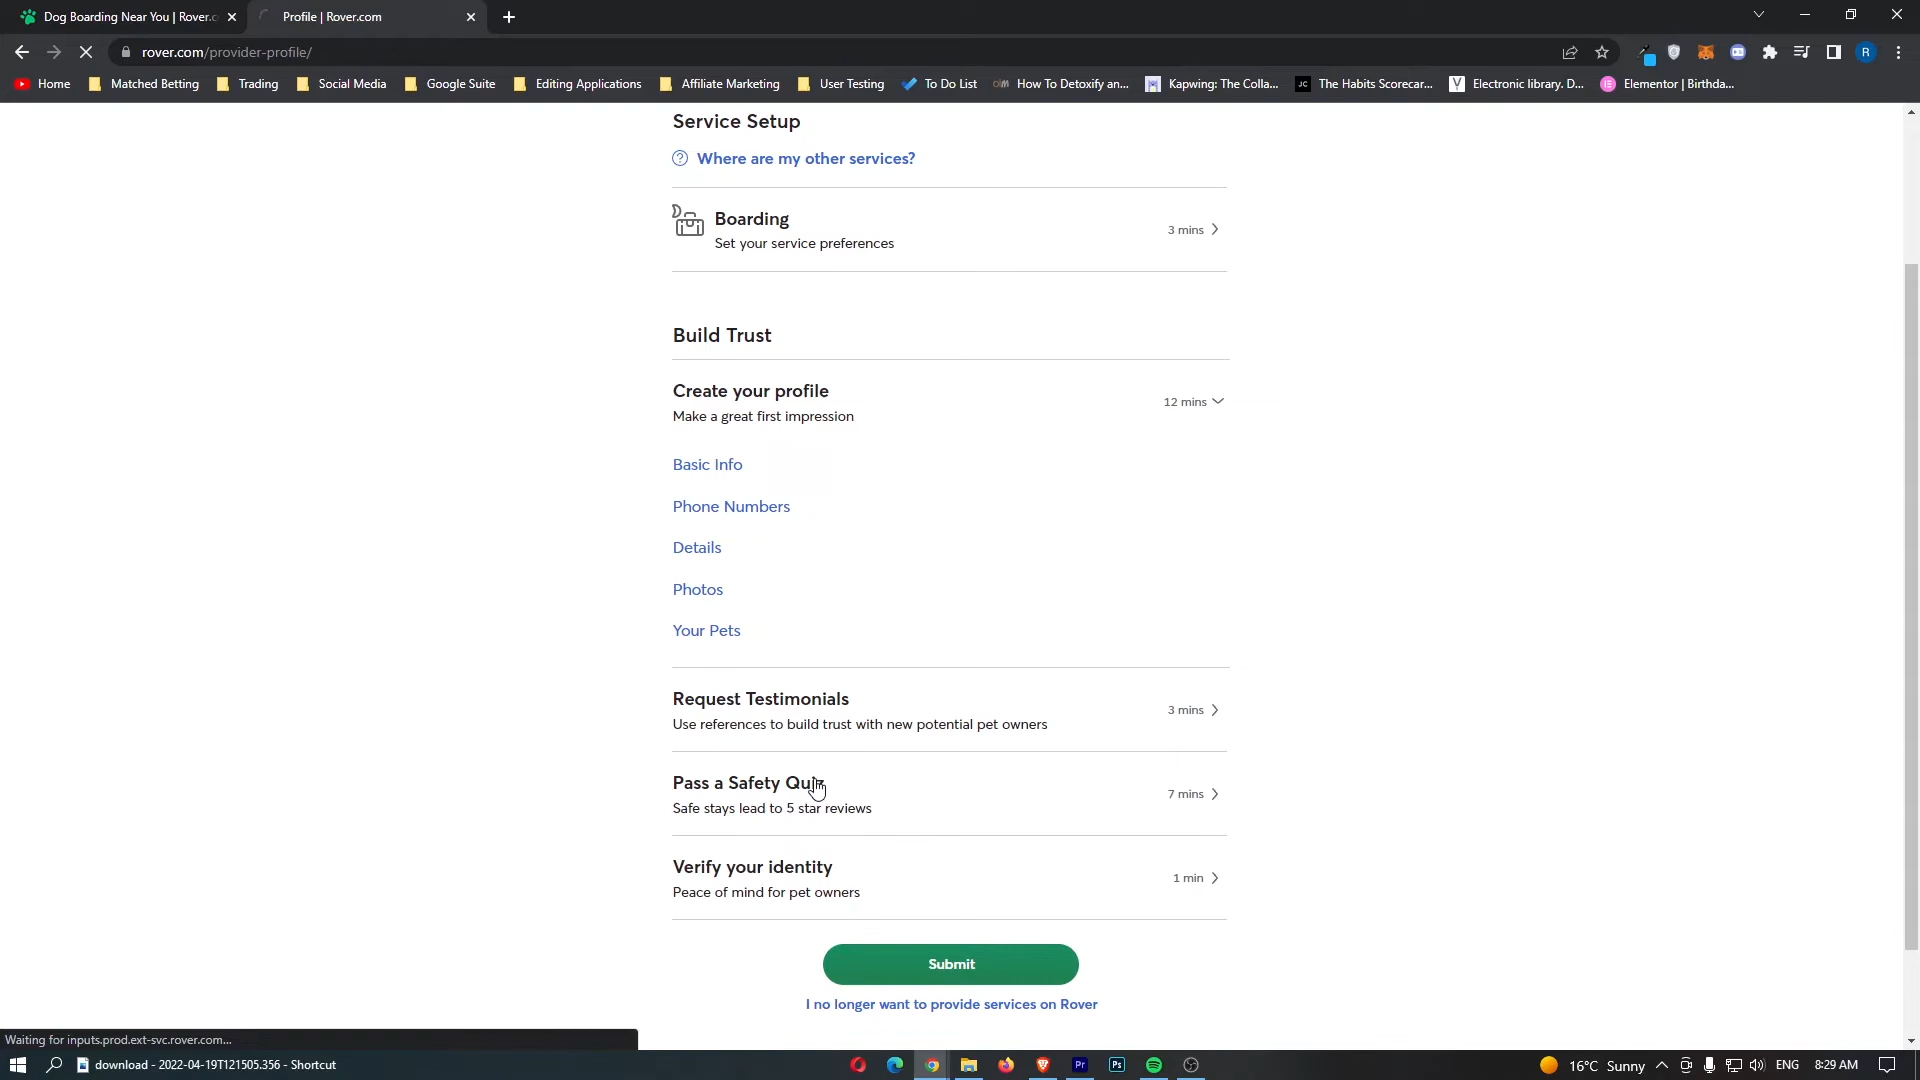 Dog Boarding Near You | Rover.c
Profile | Rover.com
rover.com/provider-profile/
R
Home
Matched Betting
Trading
Social Media
Google Suite
Editing Applications
Affiliate Marketing
User Testing
To Do List
How To Detoxify an...
Kapwing: The Colla...
JC
The Habits Scorecar...
Electronic library. D...
Elementor | Birthda...
Service Setup
? Where are my other services?
Boarding
Set your service preferences
3 mins
Build Trust
Create your profile
Make a great first impression
12 mins
Basic Info
Phone Numbers
Details
Photos
Your Pets
Request Testimonials
Use references to build trust with new potential pet owners
3 mins
Pass a Safety Quiz
Safe stays lead to 5 star reviews
7 mins
Verify your identity
Peace of mind for pet owners
1 min
Submit
I no longer want to provide services on Rover
Waiting for inputs.prod.ext-svc.rover.com...
download - 2022-04-19T121505.356 - Shortcut
Pr
Ps
16°C Sunny
ENG
8:29 AM